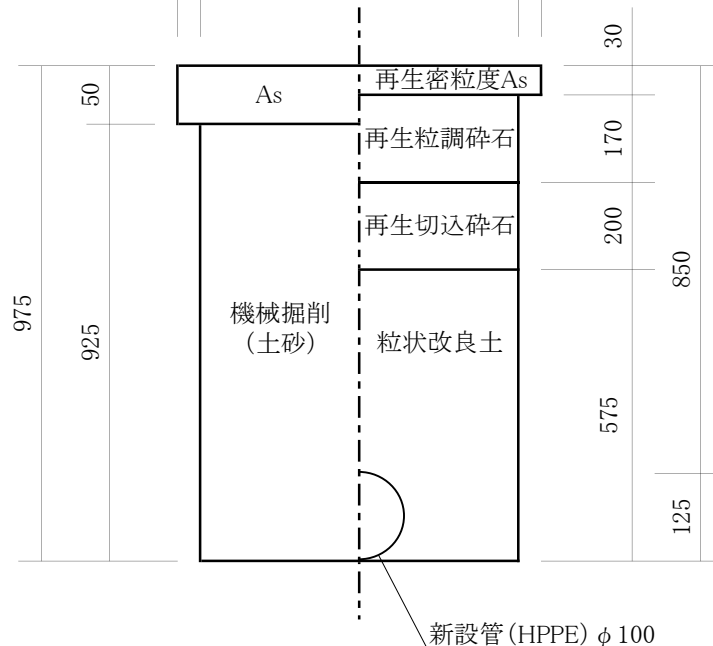 30
50
As
再生密粒度As
再生粒調砕石
170
再生切込砕石
200
850
975
925
機械掘削
(土砂)
粒状改良土
575
125
新設管(HPPE)φ100